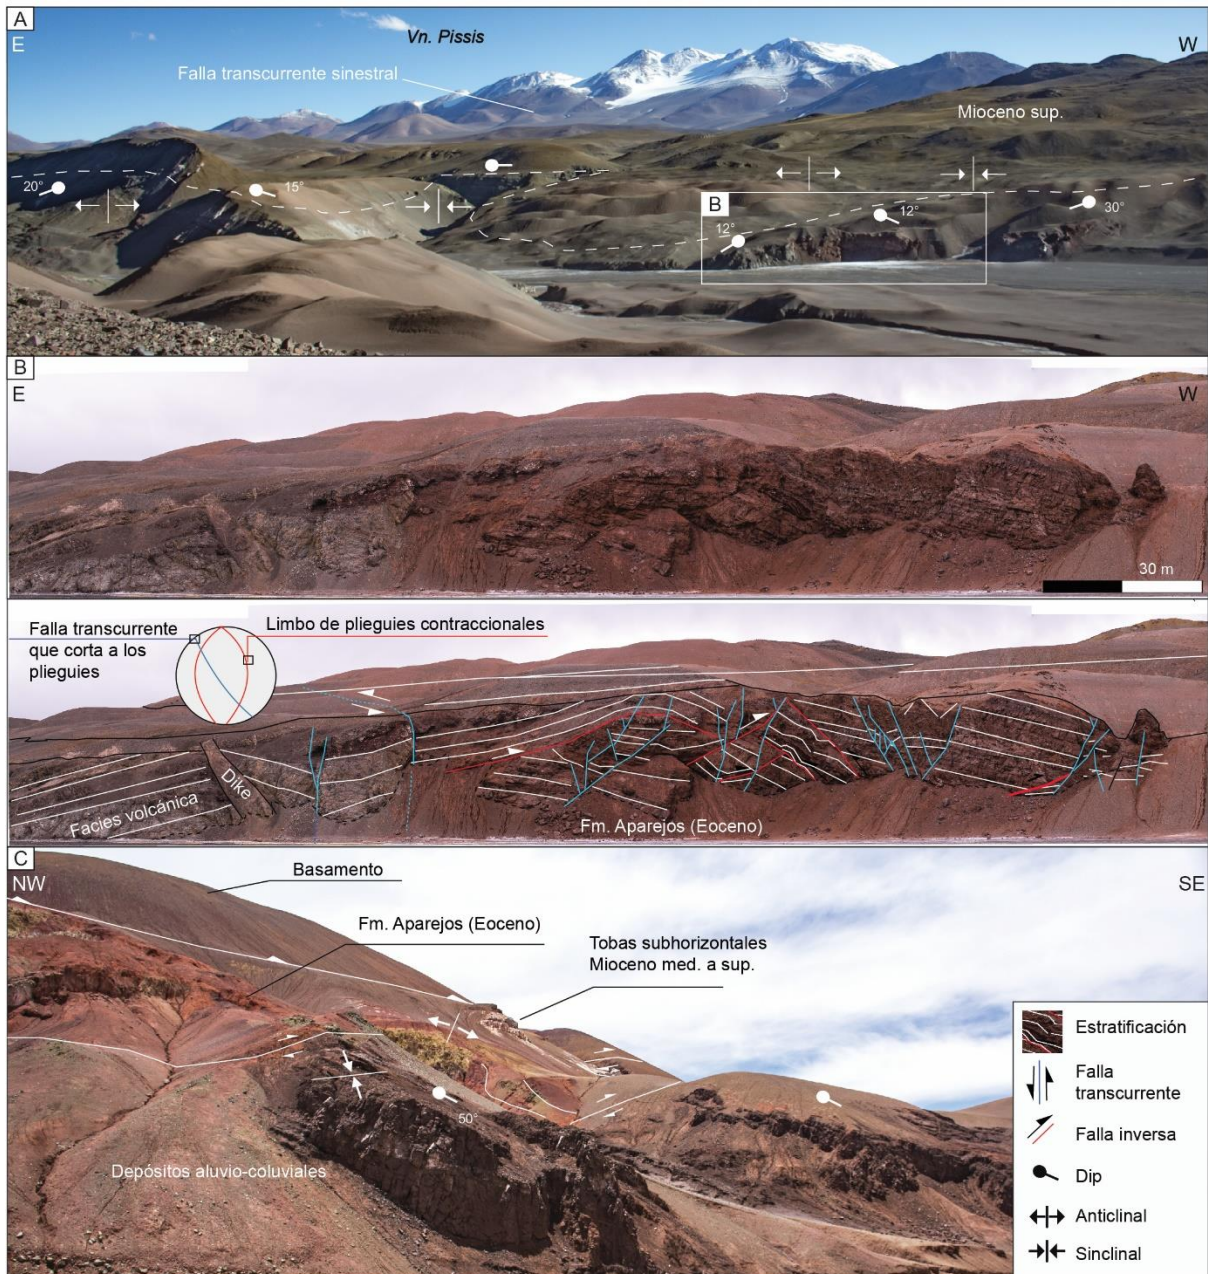 A
E
Vn. Pissis
W
Falla transcurrente sinestral
Mioceno sup.
20°
15°
B
12°
12°
30°
B
E
W
30 m
Falla transcurrente
que corta a los
plieguies
Limbo de plieguies contraccionales
Dike
Facies volcánica
Fm. Aparejos (Eoceno)
C
NW
SE
Basamento
Fm. Aparejos (Eoceno)
Tobas subhorizontales
Mioceno med. a sup.
50°
Depósitos aluvio-coluviales
Estratificación
Falla
transcurrente
Falla inversa
Dip
Anticlinal
Sinclinal